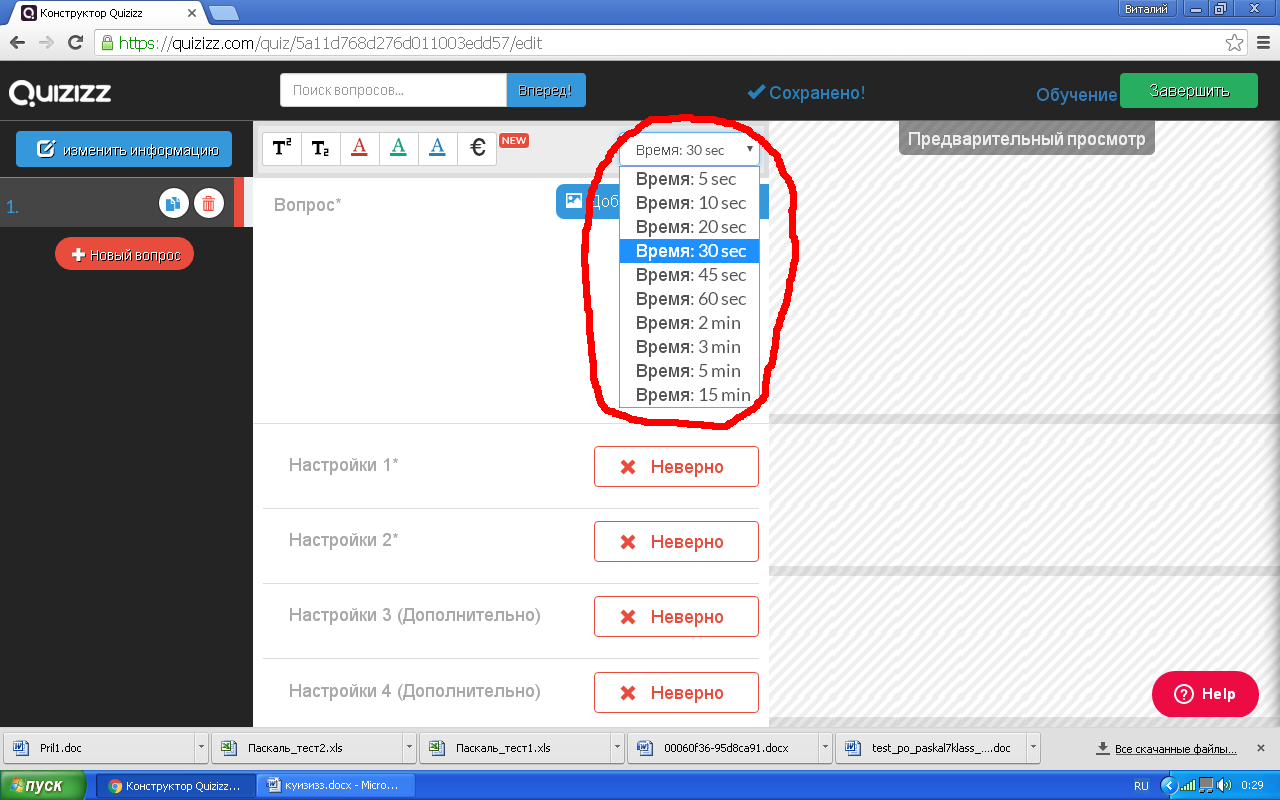 Конструктор Quizizz
Виталий
https://quizizz.com/quiz/5a11d768d276d011003edd57/edit
QUIZIZZ
Поиск вопросов...
Вперед!
Сохранено!
Обучение
Завершить
изменить информацию
T² T₂ A A A €
NEW
Время: 30 sec
Предварительный просмотр
1.
Новый вопрос
Вопрос*
Доб
Время: 5 sec
Время: 10 sec
Время: 20 sec
Время: 30 sec
Время: 45 sec
Время: 60 sec
Время: 2 min
Время: 3 min
Время: 5 min
Время: 15 min
Настройки 1*
Неверно
Настройки 2*
Неверно
Настройки 3 (Дополнительно)
Неверно
Настройки 4 (Дополнительно)
Неверно
Help
Pril1.doc
Паскаль_тест2.xls
Паскаль_тест1.xls
00060f36-95d8ca91.docx
test_po_paskal7klass_....doc
Все скачанные файлы...
пуск
Конструктор Quizizz...
куизизз.docx - Micro...
RU
0:29